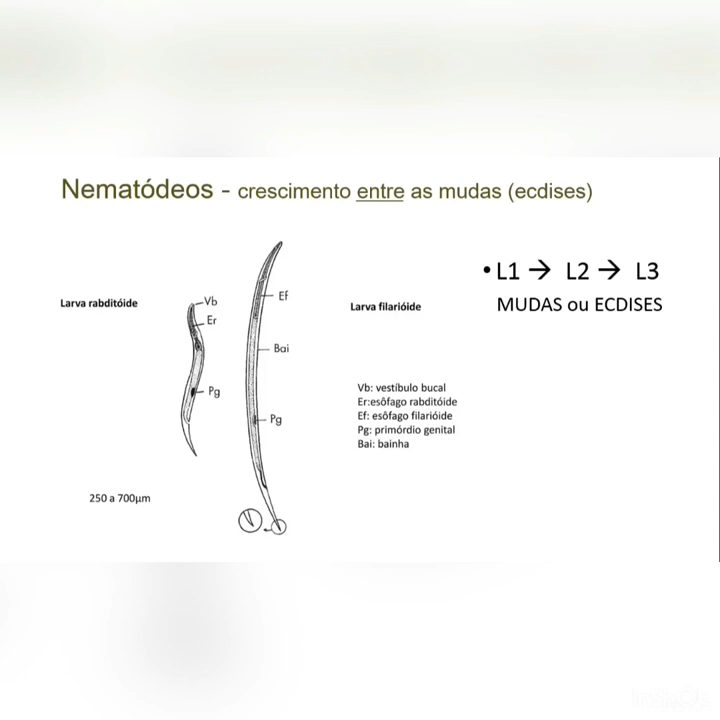 Nematódeos - crescimento entre as mudas (ecdises)
• L1 → L2 → L3
MUDAS ou ECDISES
Larva rabditóide
Vb
Er
Pg
Ef
Bai
Pg
Larva filarióide
Vb: vestíbulo bucal
Er:esôfago rabditóide
Ef: esôfago filarióide
Pg: primórdio genital
Bai: bainha
250 a 700µm